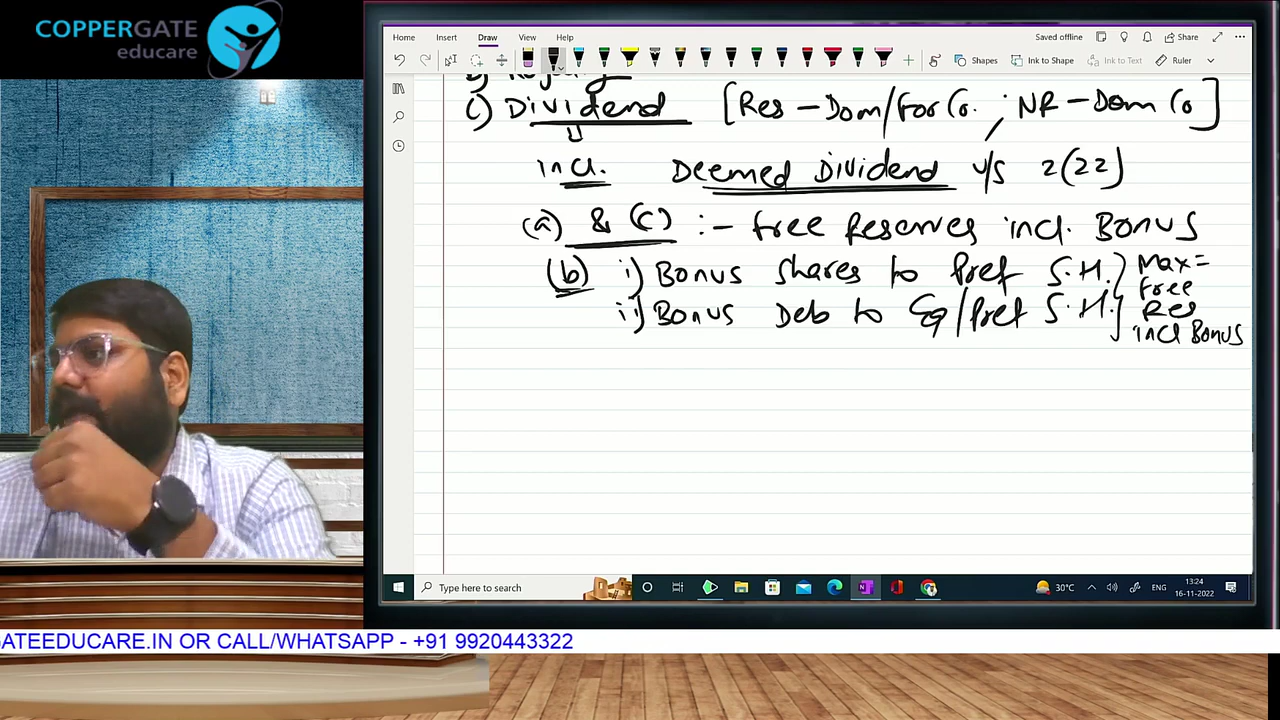 COPPERGATE
educare
Home Insert Draw View Help
Saved offline
Share
Shapes
Ink to Shape
Ink to Text
Ruler
c) Dividend [Res - Dom/For Co. ; NR - Dom Co]
incl. Deemed Dividend u/s 2(22)
(a) & (c) :- Free Reserves incl. Bonus
(b) i) Bonus Shares to Pref S.H.
ii) Bonus Deb to Eq/Pref S.H.
Max =
Free
Res
incl Bonus
Type here to search
30°C
ENG
13:24
16-11-2022
GATEEDUCARE.IN OR CALL/WHATSAPP - +91 9920443322